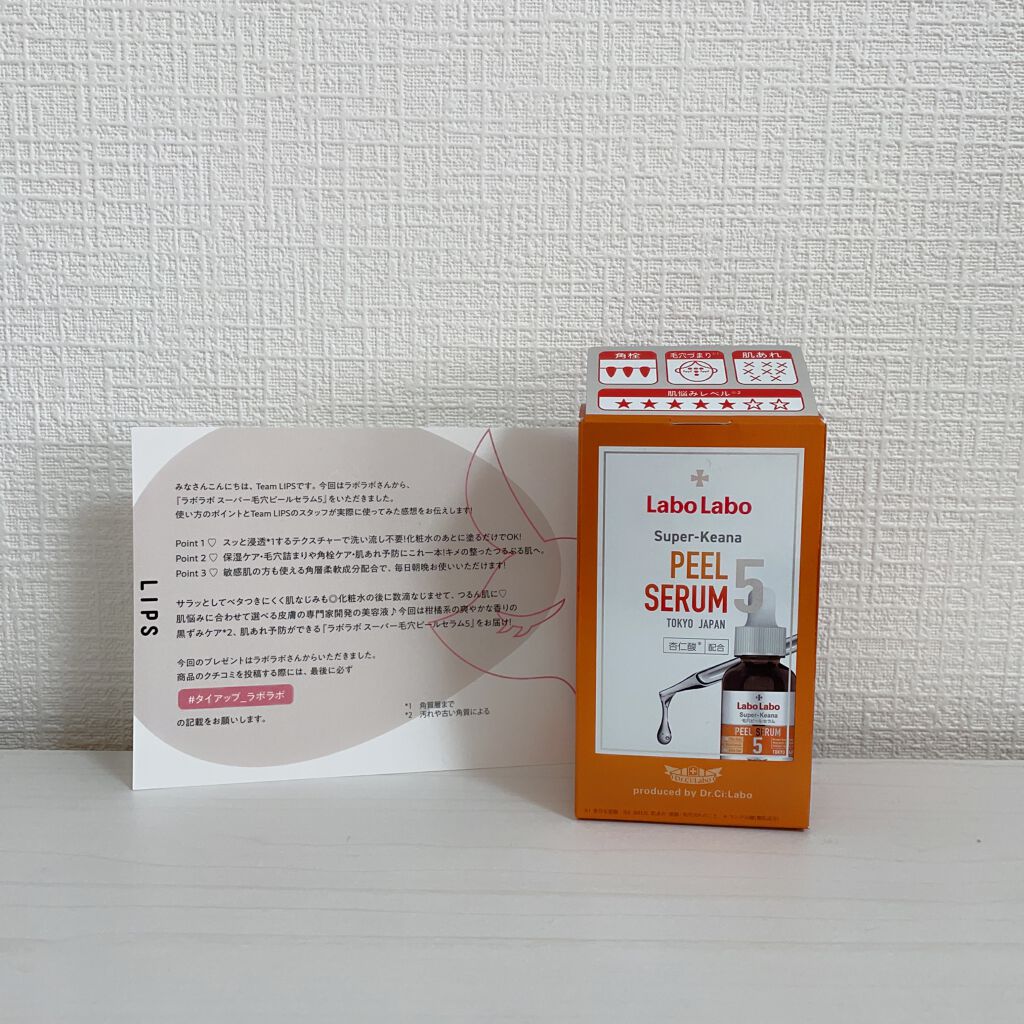 みなさんこんにちは、Team LIPSです。今回はラボラボさんから、
『ラボラボ スーパー毛穴ピールセラム5』をいただきました。
使い方のポイントとTeam LIPSのスタッフが実際に使ってみた感想をお伝えします!
Point 1 ♡ スッと浸透*1するテクスチャーで洗い流し不要!化粧水のあとに塗るだけでOK!
Point 2 ♡ 保湿ケア・毛穴詰まりや角栓ケア・肌あれ予防にこれ一本!キメの整ったつるぷる肌へ。
Point 3 ♡ 敏感肌の方も使える角層柔軟成分配合で、毎日朝晩お使いいただけます!
サラッとしてベタつきにくく肌なじみも◎化粧水の後に数滴なじませて、つるん肌に♡
肌悩みに合わせて選べる皮膚の専門家開発の美容液♪今回は柑橘系の爽やかな香りの
黒ずみケア*2、肌あれ予防ができる『ラボラボ スーパー毛穴ピールセラム5』をお届け!
今回のプレゼントはラボラボさんからいただきました。
商品のクチコミを投稿する際には、最後に必ず
#タイアップ_ラボラボ
の記載をお願いします。
*1 角質層まで
*2 汚れや古い角質による
LIPS
角栓 毛穴づまり 肌あれ
肌悩みレベル
★★★★★☆☆
Labo Labo
Super-Keana
PEEL
SERUM 5
TOKYO JAPAN
杏仁酸* 配合
Labo Labo
Super-Keana
毛穴ピールセラム
PEEL SERUM
5
TOKYO
Dr.Ci:Labo
produced by Dr.Ci:Labo